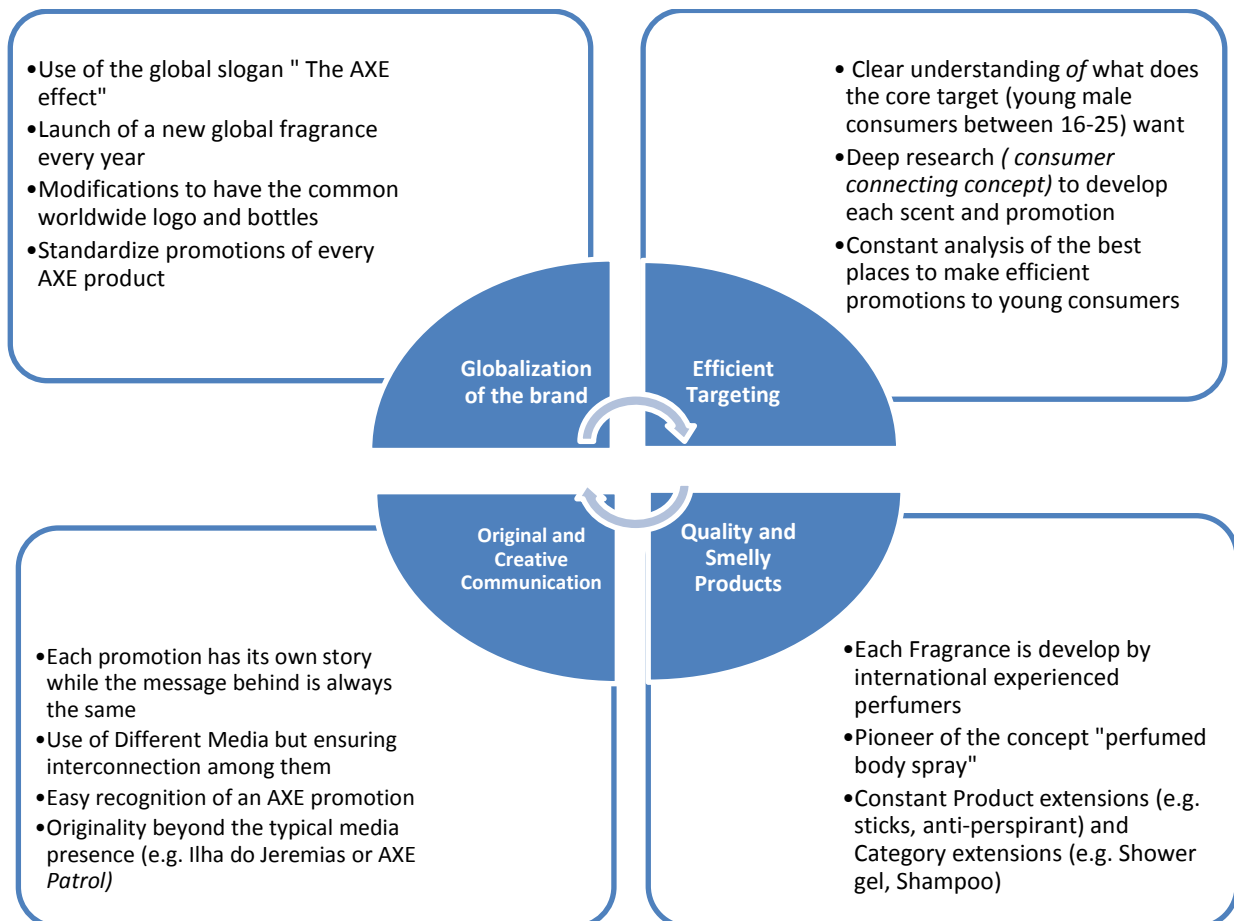 •Use of the global slogan " The AXE
effect"
•Launch of a new global fragrance
every year
•Modifications to have the common
worldwide logo and bottles
•Standardize promotions of every
AXE product
• Clear understanding of what does
the core target (young male
consumers between 16-25) want
•Deep research ( consumer
connecting concept) to develop
each scent and promotion
•Constant analysis of the best
places to make efficient
promotions to young consumers
Globalization
of the brand
Efficient
Targeting
Original and
Creative
Communication
Quality and
Smelly
Products
•Each promotion has its own story
while the message behind is always
the same
•Use of Different Media but ensuring
interconnection among them
•Easy recognition of an AXE promotion
•Originality beyond the typical media
presence (e.g. Ilha do Jeremias or AXE
Patrol)
•Each Fragrance is develop by
international experienced
perfumers
•Pioneer of the concept "perfumed
body spray"
•Constant Product extensions (e.g.
sticks, anti-perspirant) and
Category extensions (e.g. Shower
gel, Shampoo)